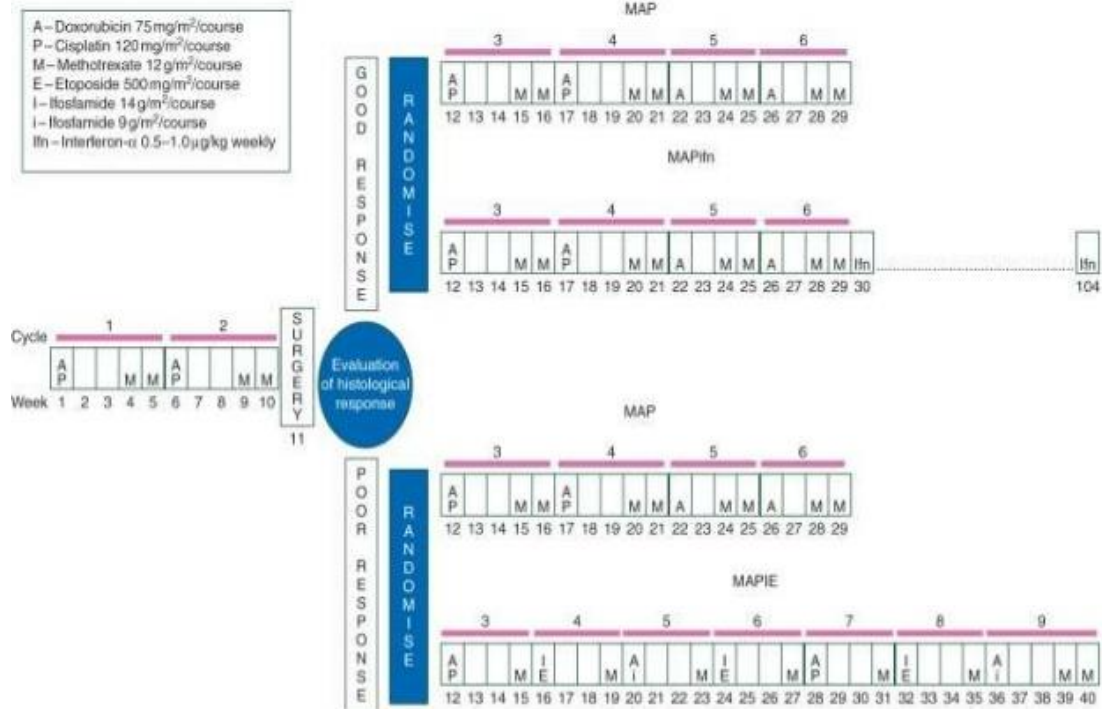 A–Doxorubicin 75 mg/m²/course
P–Cisplatin 120 mg/m²/course
M–Methotrexate 12 g/m²/course
E–Etoposide 500 mg/m²/course
I–Ifosfamide 14 g/m²/course
i–Ifosfamide 9 g/m²/course
Ifn–Interferon-α 0.5–1.0 μg/kg weekly
Cycle 1 2
A P M M A P M M
Week 1 2 3 4 5 6 7 8 9 10
SURGERY
11
Evaluation
of histological
response
GOOD RESPONSE
RANDOMISE
MAP
3 4 5 6
A P M M A P M M A M M A M M
12 13 14 15 16 17 18 19 20 21 22 23 24 25 26 27 28 29
MAPIfn
3 4 5 6
A P M M A P M M A M M A M M Ifn Ifn
12 13 14 15 16 17 18 19 20 21 22 23 24 25 26 27 28 29 30 104
POOR RESPONSE
RANDOMISE
MAP
3 4 5 6
A P M M A P M M A M M A M M
12 13 14 15 16 17 18 19 20 21 22 23 24 25 26 27 28 29
MAPIE
3 4 5 6 7 8 9
A P M I E M A i M I E M A P M I E M A i M M
12 13 14 15 16 17 18 19 20 21 22 23 24 25 26 27 28 29 30 31 32 33 34 35 36 37 38 39 40